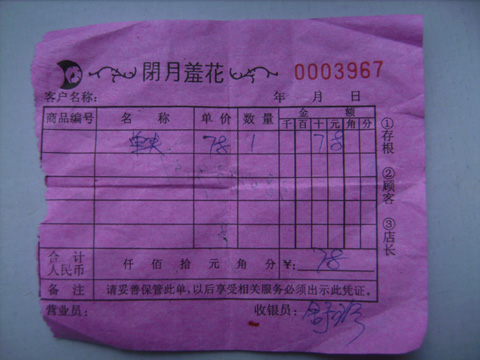 閉月羞花 0003967
客户名称： 年 月 日
商品编号 名称 单价 数量 金额
千 百 十 元 角 分
78 1 7 8
①存根 ②顾客 ③店长
合计人民币 仟 佰 拾 元 角 分 ¥： 78
备注 请妥善保管此单，以后享受相关服务必须出示此凭证。
营业员： 收银员：